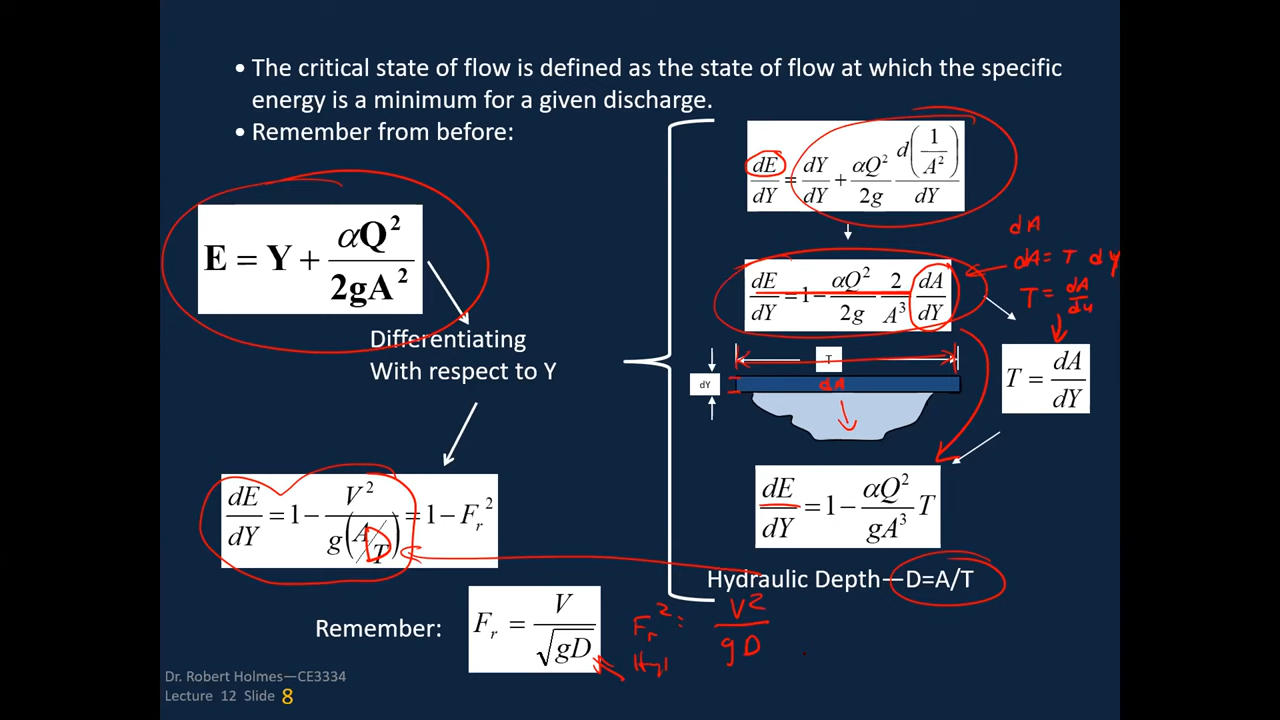 • The critical state of flow is defined as the state of flow at which the specific
energy is a minimum for a given discharge.
• Remember from before:
E = Y + αQ²/2gA²
Differentiating
With respect to Y
dE/dY = 1 − V²/(g(A/T)) = 1 − F_r²
D
Remember:
F_r = V/√(gD)
dE/dY = dY/dY + (αQ²/2g) d(1/A²)/dY
dE/dY = 1 − (αQ²/2g) (2/A³) (dA/dY)
dA
dA = T dy
T = dA/dy
T
dY
dA
T = dA/dY
dE/dY = 1 − (αQ²/gA³) T
Hydraulic Depth—D=A/T
F_r² = V²/gD
Dr. Robert Holmes—CE3334
Lecture 12 Slide 8